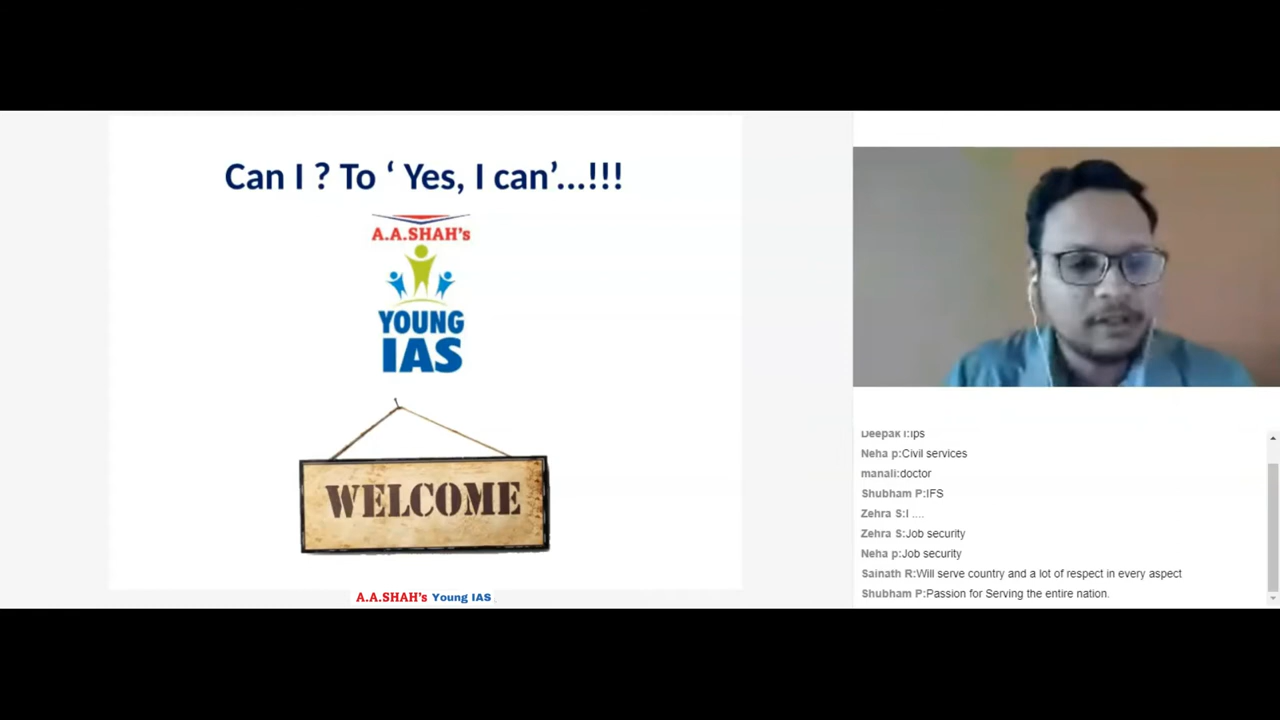 Can I ? To ‘ Yes, I can’...!!!
A.A.SHAH's
YOUNG
IAS
WELCOME
A.A.SHAH's Young IAS
Deepak I:ips
Neha p:Civil services
manali:doctor
Shubham P:IFS
Zehra S:I ....
Zehra S:Job security
Neha p:Job security
Sainath R:Will serve country and a lot of respect in every aspect
Shubham P:Passion for Serving the entire nation.